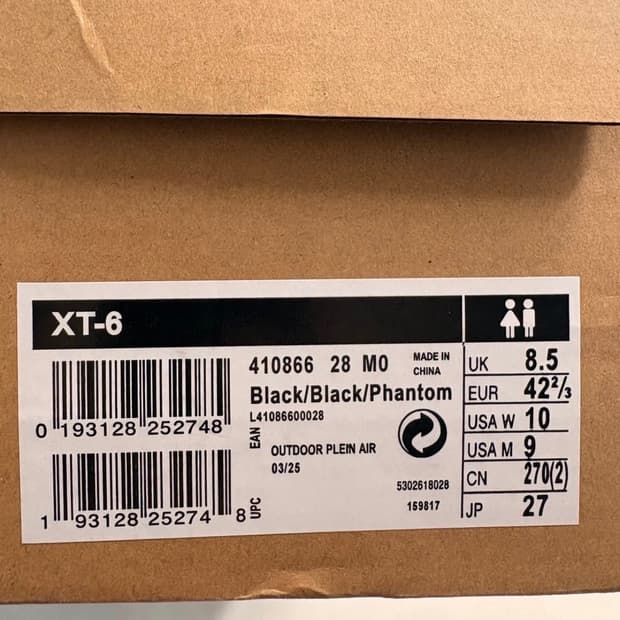 XT-6
410866 28 M0
MADE IN
CHINA
Black/Black/Phantom
L41086600028
0 193128 252748
EAN
OUTDOOR PLEIN AIR
03/25
5302618028
159817
1 93128 25274 8
UPC
UK 8.5
EUR 42⅔
USA W 10
USA M 9
CN 270(2)
JP 27